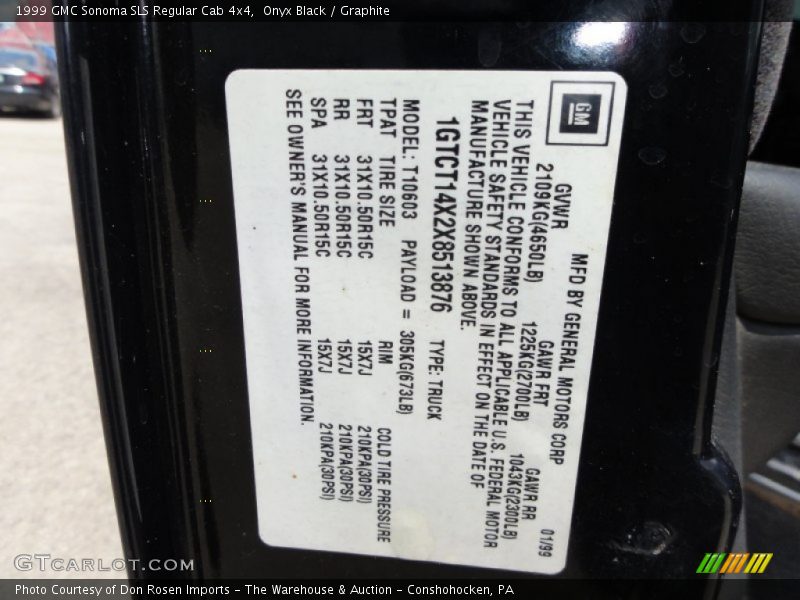 1999 GMC Sonoma SLS Regular Cab 4x4,  Onyx Black / Graphite
GM
MFD BY GENERAL MOTORS CORP 01/99
GVWR GAWR FRT GAWR RR
2109KG(4650LB) 1225KG(2700LB) 1043KG(2300LB)
THIS VEHICLE CONFORMS TO ALL APPLICABLE U.S. FEDERAL MOTOR
VEHICLE SAFETY STANDARDS IN EFFECT ON THE DATE OF
MANUFACTURE SHOWN ABOVE.
1GTCT14X2X8513876 TYPE: TRUCK
MODEL: T10603 PAYLOAD = 305KG(673LB)
TPAT TIRE SIZE RIM COLD TIRE PRESSURE
FRT 31X10.50R15C 15X7J 210KPA(30PSI)
RR 31X10.50R15C 15X7J 210KPA(30PSI)
SPA 31X10.50R15C 15X7J 210KPA(30PSI)
SEE OWNER'S MANUAL FOR MORE INFORMATION.
GTCARLOT.COM
Photo Courtesy of Don Rosen Imports - The Warehouse & Auction - Conshohocken, PA